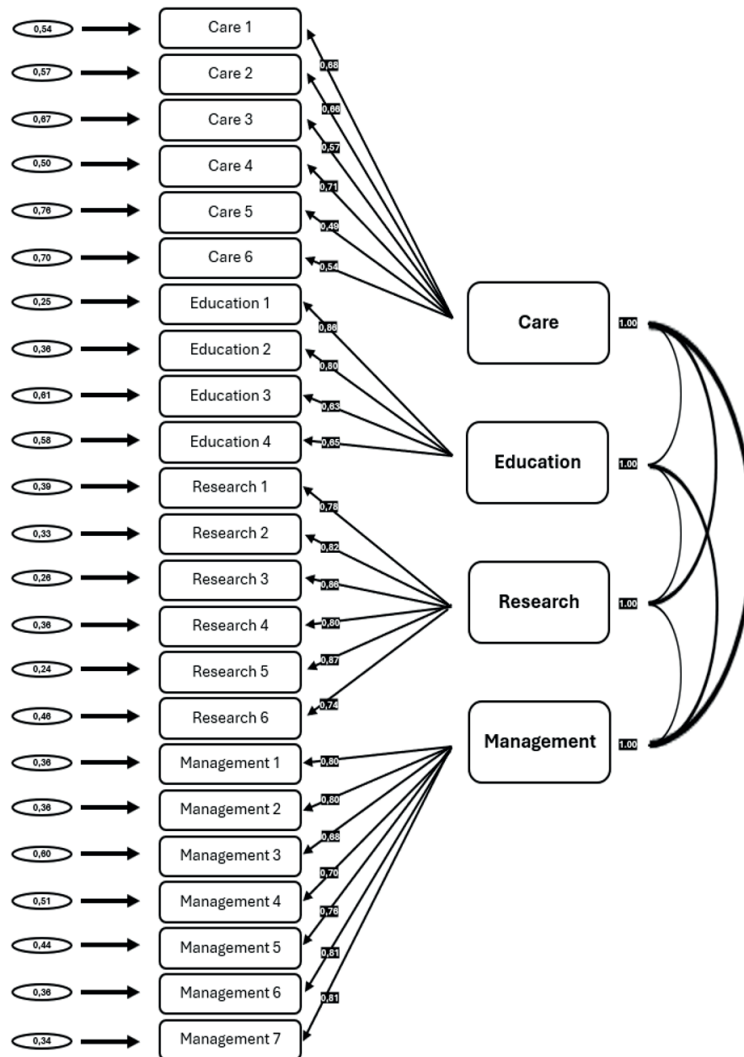 0,54 Care 1
0,68
0,57 Care 2
0,66
0,67 Care 3
0,57
0,50 Care 4
0,71
0,76 Care 5
0,48
0,70 Care 6
0,54
0,25 Education 1
0,86
0,36 Education 2
0,80
0,61 Education 3
0,63
0,58 Education 4
0,65
0,39 Research 1
0,78
0,33 Research 2
0,82
0,26 Research 3
0,86
0,36 Research 4
0,80
0,24 Research 5
0,87
0,46 Research 6
0,74
0,36 Management 1
0,80
0,36 Management 2
0,80
0,60 Management 3
0,68
0,51 Management 4
0,70
0,44 Management 5
0,36 Management 6
0,81
0,34 Management 7
0,81
Care 1.00
Education 1.00
Research 1.00
Management 1.00